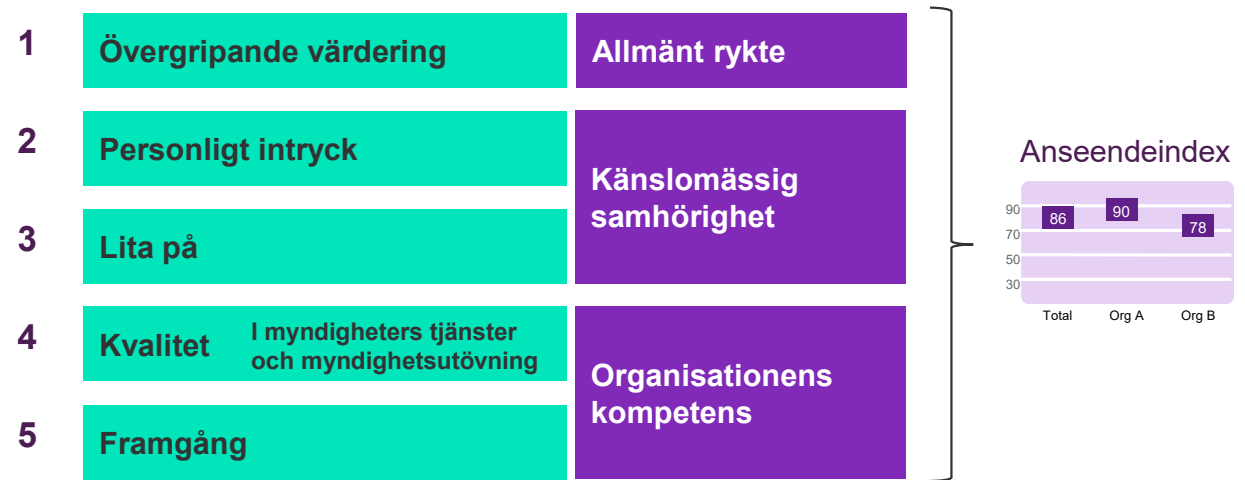 1
Övergripande värdering
Allmänt rykte
2
Personligt intryck
Känslomässig
samhörighet
3
Lita på
4
Kvalitet
I myndigheters tjänster
och myndighetsutövning
Organisationens
kompetens
5
Framgång
Anseendeindex
90
70
50
30
86
90
78
Total
Org A
Org B